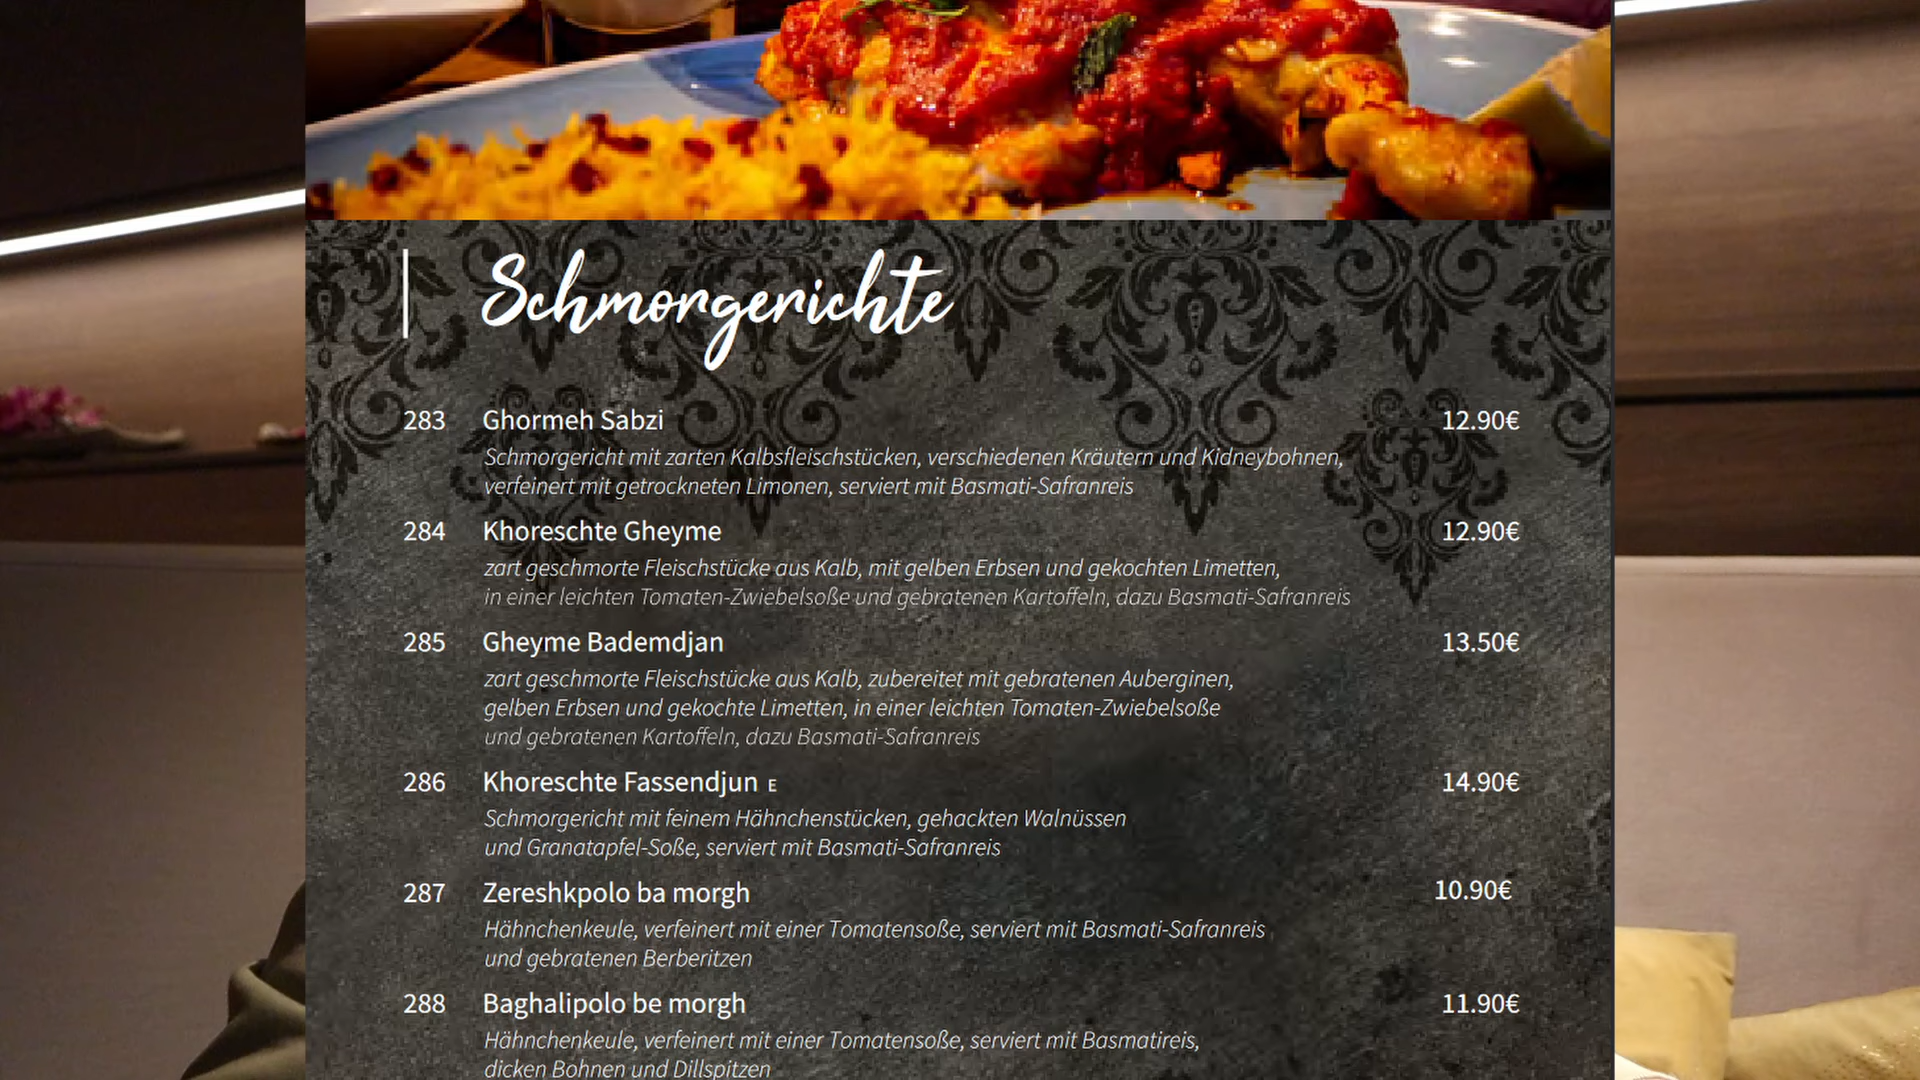 Schmorgerichte
283 Ghormeh Sabzi 12.90€
Schmorgericht mit zarten Kalbsfleischstücken, verschiedenen Kräutern und Kidneybohnen,
verfeinert mit getrockneten Limonen, serviert mit Basmati-Safranreis
284 Khoreschte Gheyme 12.90€
zart geschmorte Fleischstücke aus Kalb, mit gelben Erbsen und gekochten Limetten,
in einer leichten Tomaten-Zwiebelsoße und gebratenen Kartoffeln, dazu Basmati-Safranreis
285 Gheyme Bademdjan 13.50€
zart geschmorte Fleischstücke aus Kalb, zubereitet mit gebratenen Auberginen,
gelben Erbsen und gekochte Limetten, in einer leichten Tomaten-Zwiebelsoße
und gebratenen Kartoffeln, dazu Basmati-Safranreis
286 Khoreschte Fassendjun E 14.90€
Schmorgericht mit feinem Hähnchenstücken, gehackten Walnüssen
und Granatapfel-Soße, serviert mit Basmati-Safranreis
287 Zereshkpolo ba morgh 10.90€
Hähnchenkeule, verfeinert mit einer Tomatensoße, serviert mit Basmati-Safranreis
und gebratenen Berberitzen
288 Baghalipolo be morgh 11.90€
Hähnchenkeule, verfeinert mit einer Tomatensoße, serviert mit Basmatireis,
dicken Bohnen und Dillspitzen